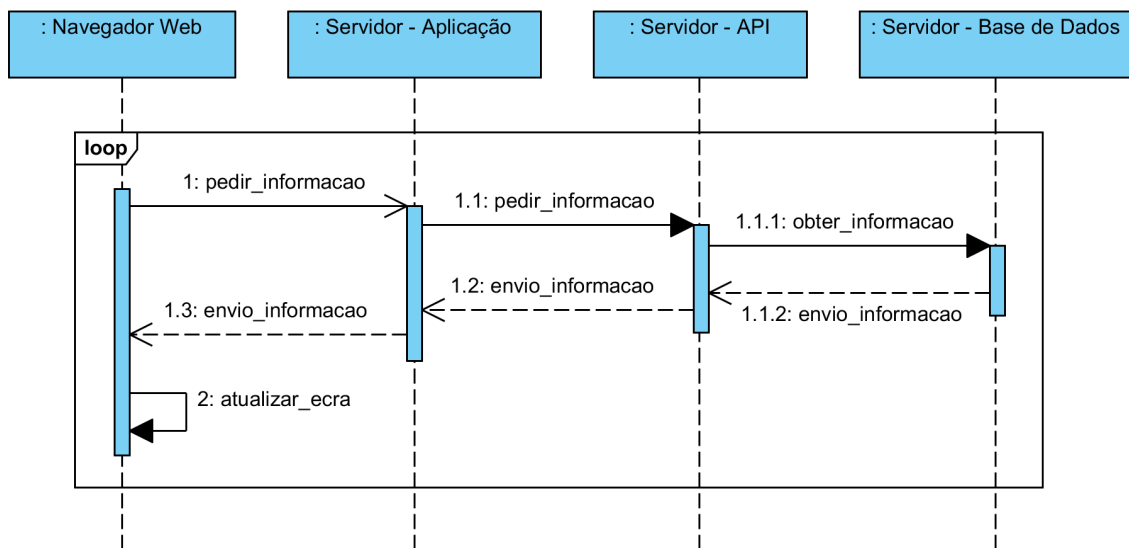 : Navegador Web
: Servidor - Aplicação
: Servidor - API
: Servidor - Base de Dados
loop
1: pedir_informacao
1.1: pedir_informacao
1.1.1: obter_informacao
1.2: envio_informacao
1.3: envio_informacao
1.1.2: envio_informacao
2: atualizar_ecra